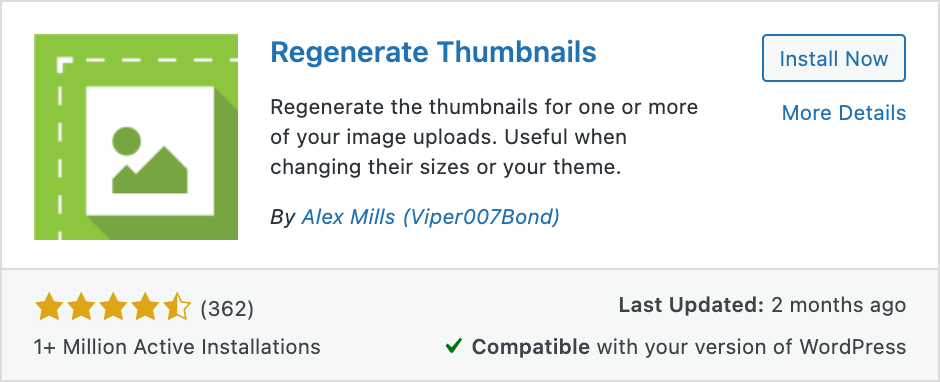 Regenerate Thumbnails
Install Now
More Details
Regenerate the thumbnails for one or more
of your image uploads. Useful when
changing their sizes or your theme.
By Alex Mills (Viper007Bond)
(362)
Last Updated: 2 months ago
1+ Million Active Installations
Compatible with your version of WordPress